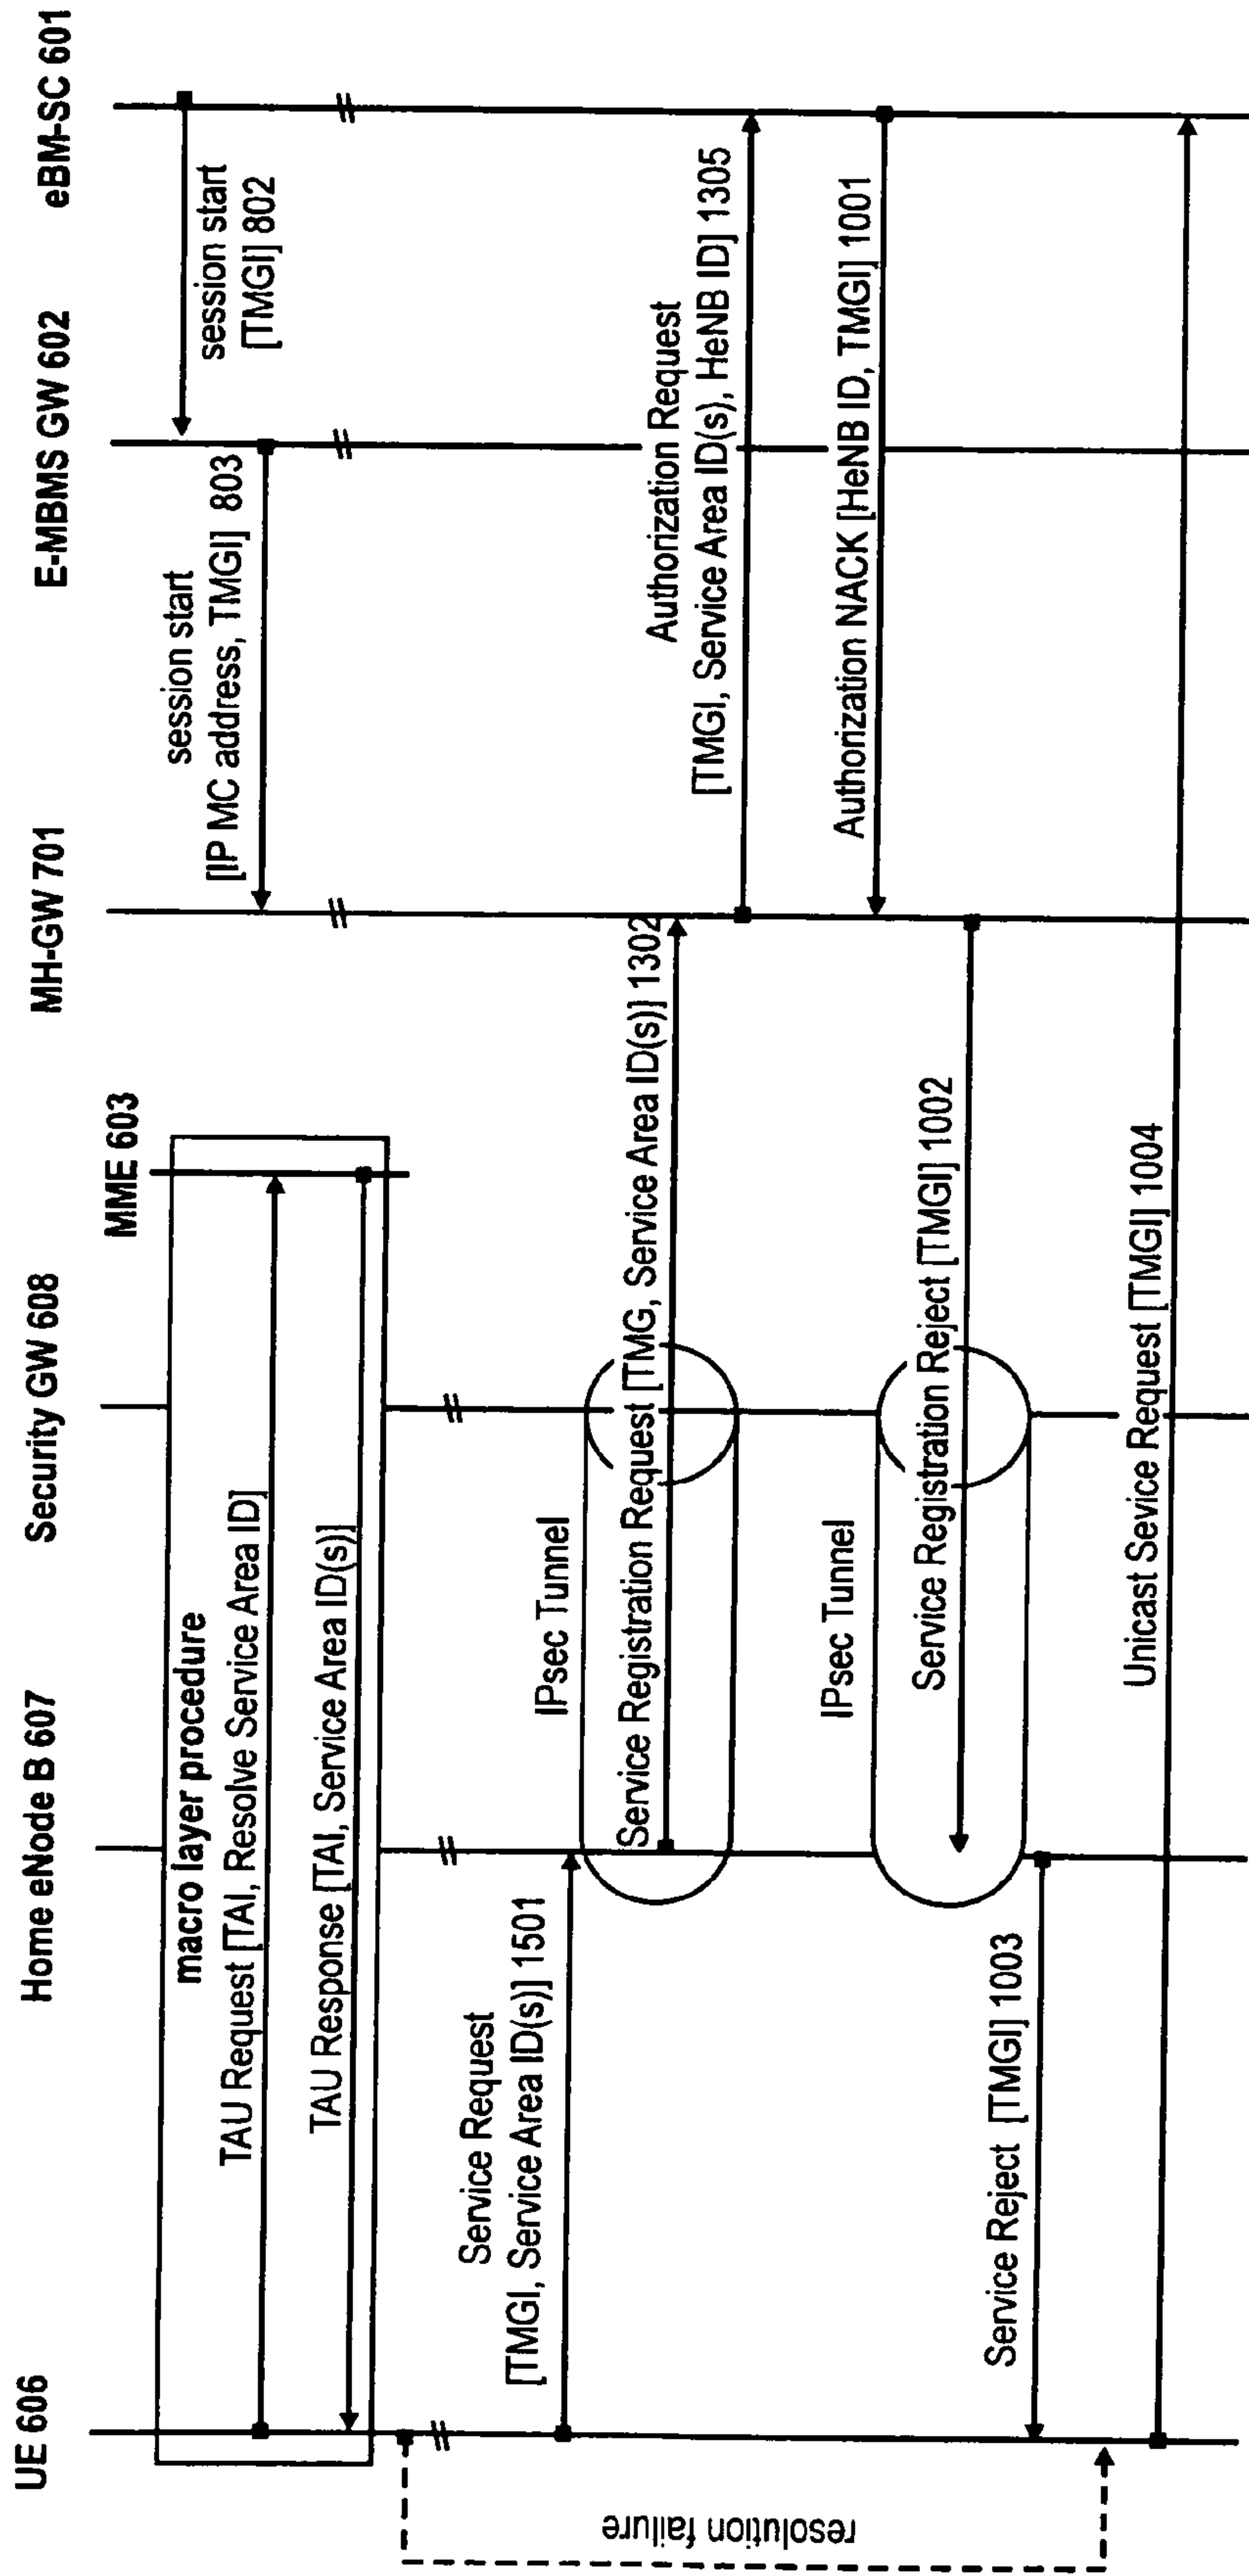 UE 606
Home eNode B 607
Security GW 608
MME 603
MH-GW 701
E-MBMS GW 602
eBM-SC 601
session start
[TMGI] 802
session start
[IP MC address, TMGI] 803
macro layer procedure
TAU Request [TAI, Resolve Service Area ID]
TAU Response [TAI, Service Area ID(s)]
resolution failure
Service Request
[TMGI, Service Area ID(s)] 1501
IPsec Tunnel
Service Registration Request [TMG, Service Area ID(s)] 1302
Authorization Request
[TMGI, Service Area ID(s), HeNB ID] 1305
Authorization NACK [HeNB ID, TMGI] 1001
IPsec Tunnel
Service Registration Reject [TMGI] 1002
Service Reject [TMGI] 1003
Unicast Sevice Request [TMGI] 1004